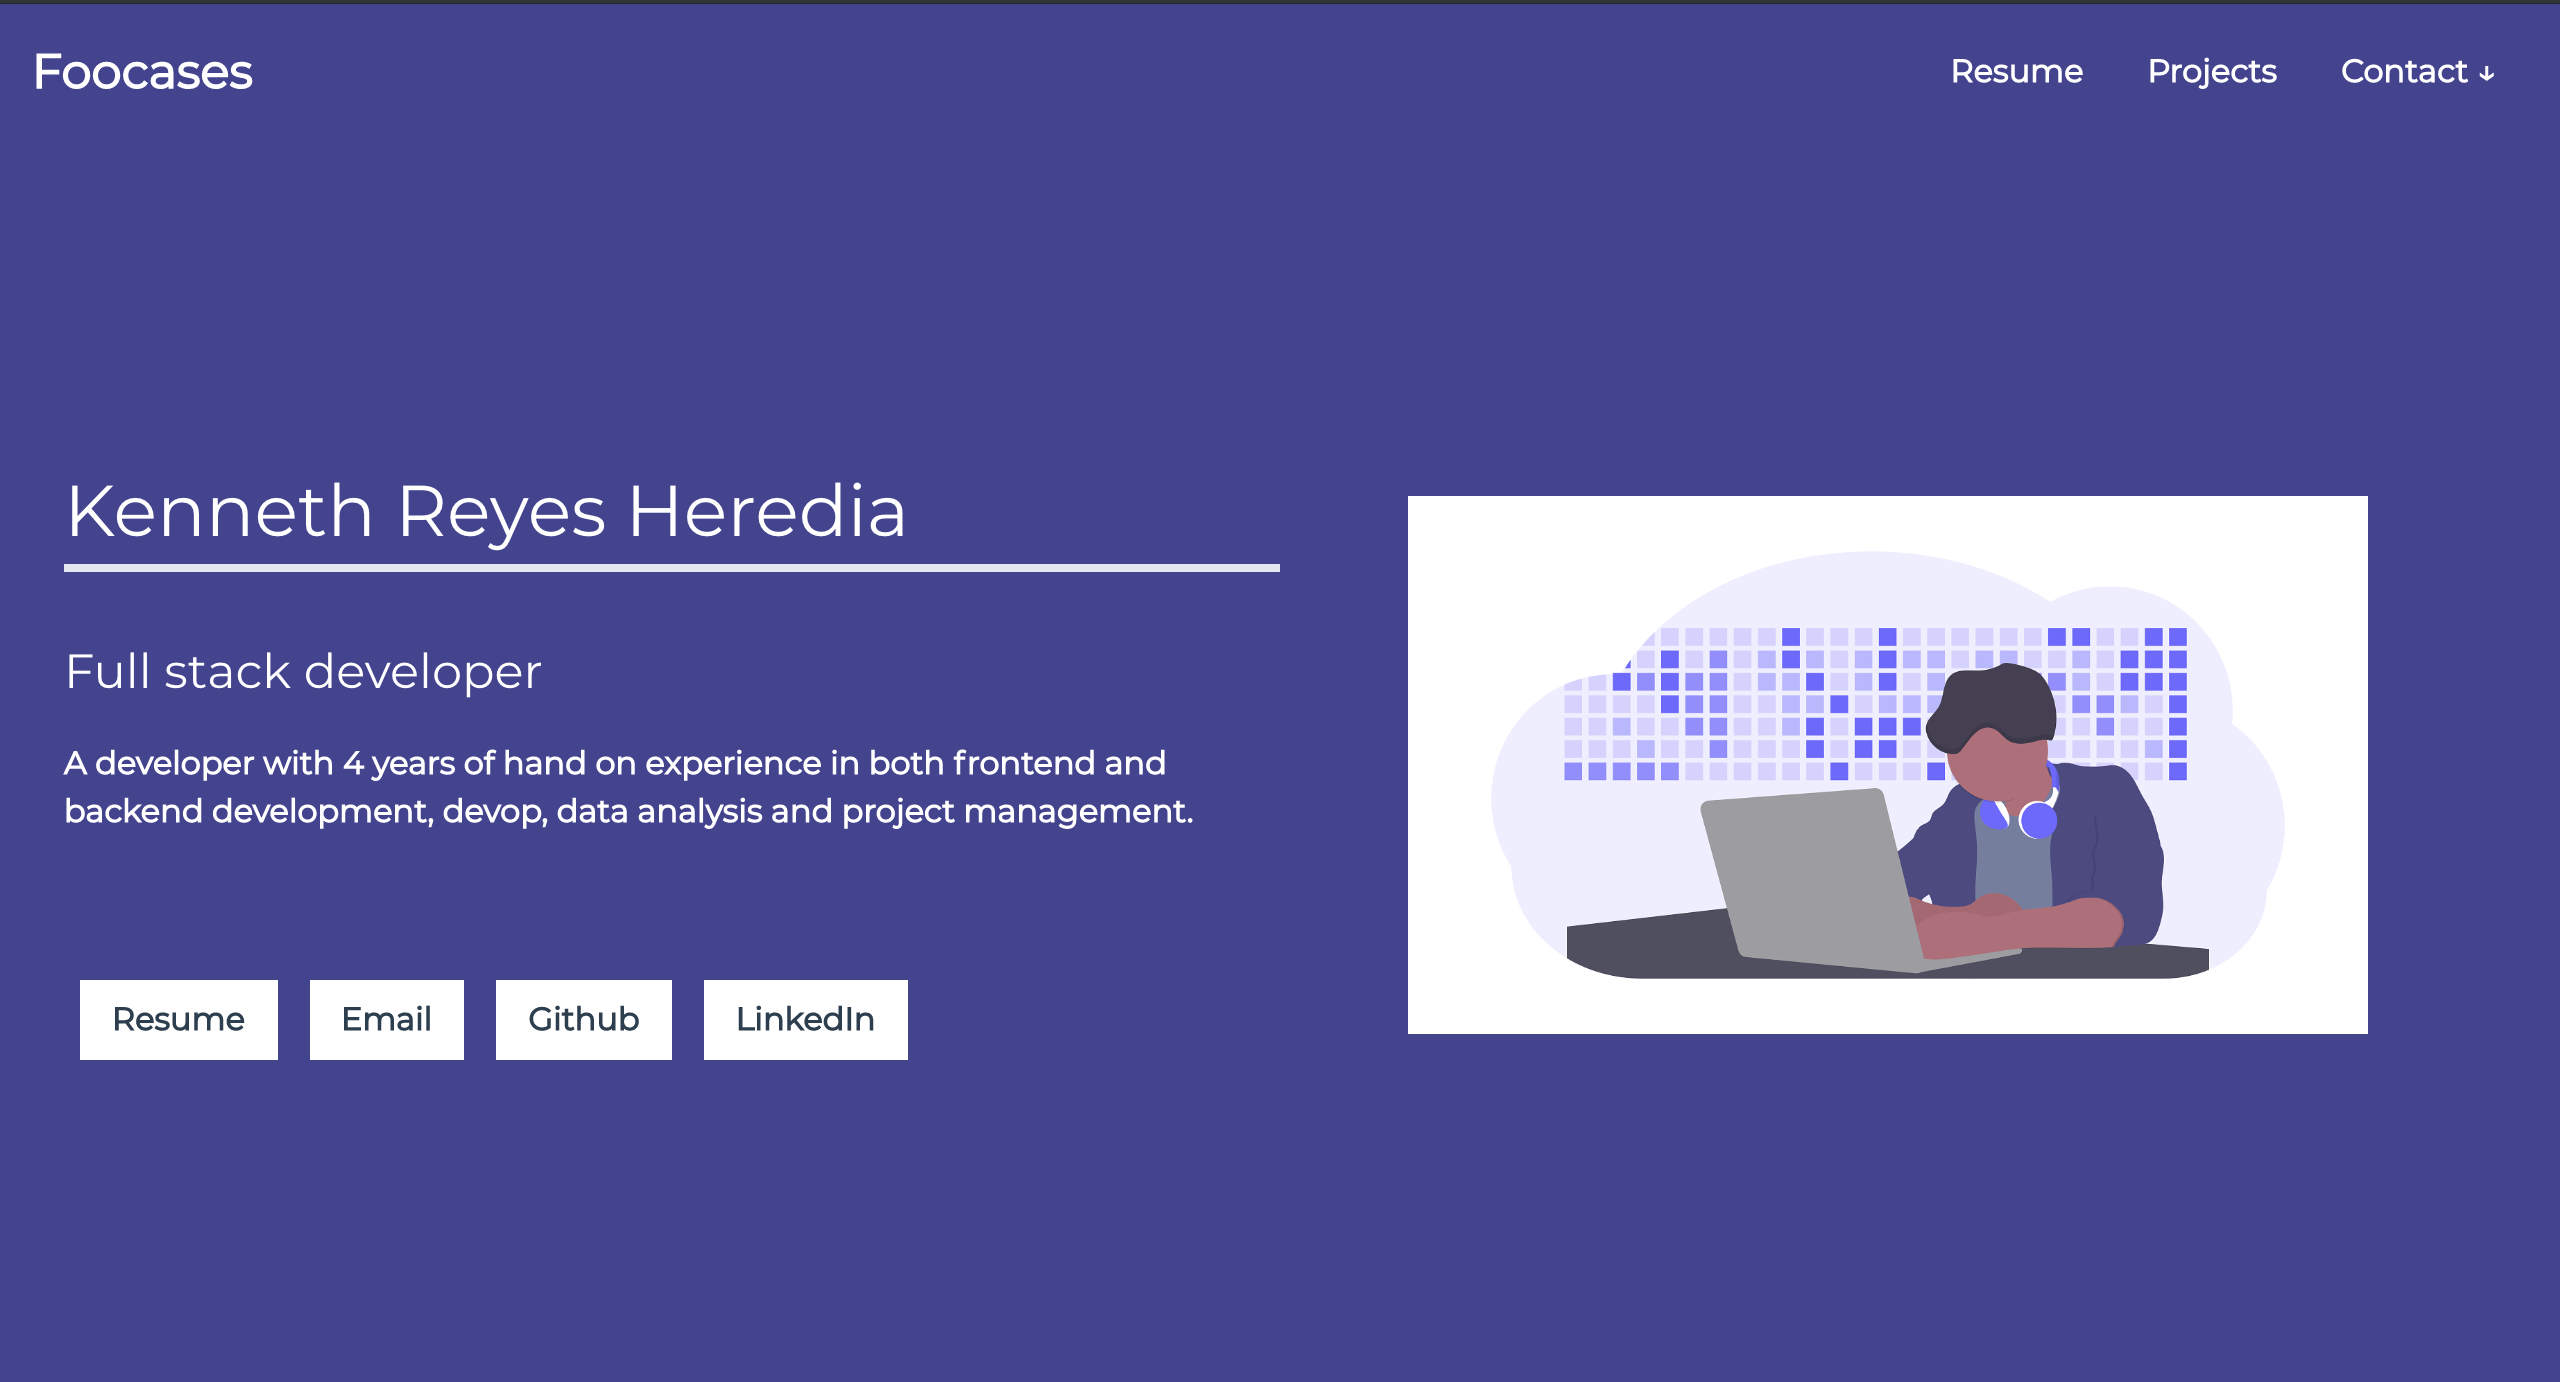 Foocases
Resume Projects Contact ↓
Kenneth Reyes Heredia
Full stack developer
A developer with 4 years of hand on experience in both frontend and
backend development, devop, data analysis and project management.
Resume Email Github LinkedIn